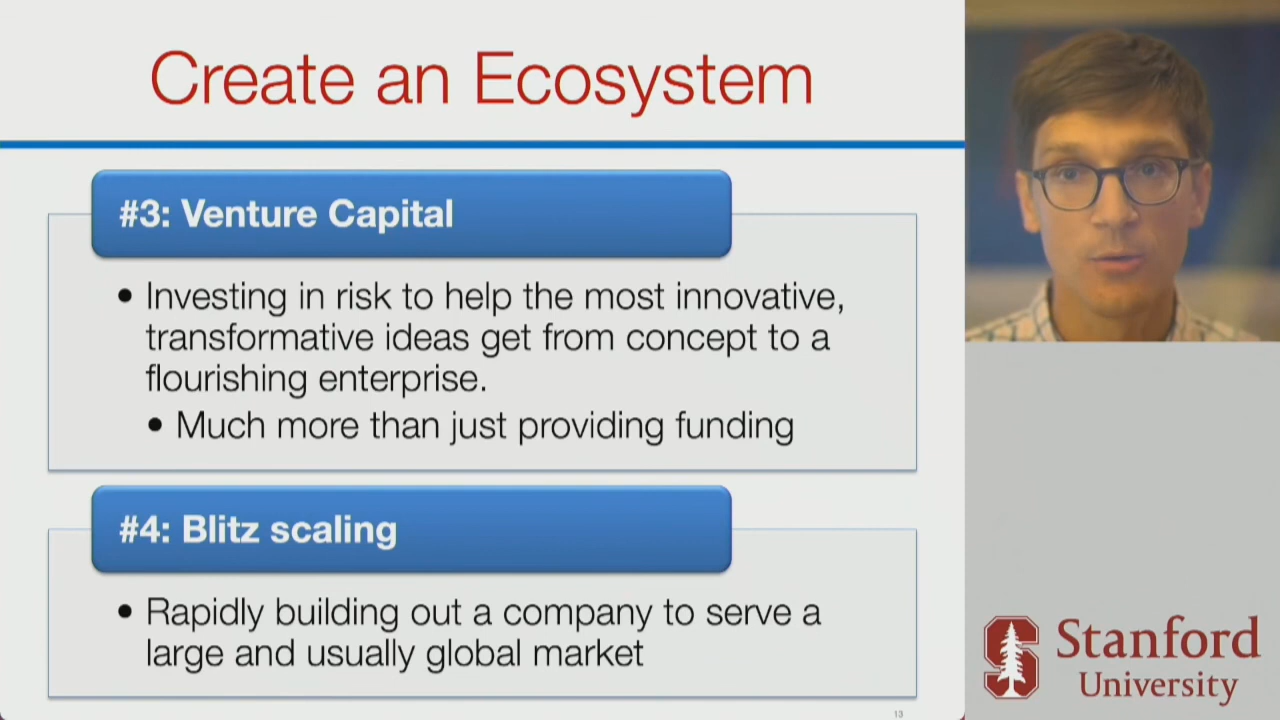 Create an Ecosystem
#3: Venture Capital
• Investing in risk to help the most innovative,
transformative ideas get from concept to a
flourishing enterprise.
• Much more than just providing funding
#4: Blitz scaling
• Rapidly building out a company to serve a
large and usually global market
13
Stanford
University